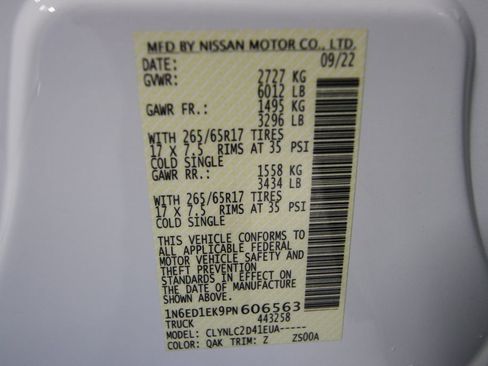 MFD BY NISSAN MOTOR CO., LTD.
DATE: 09/22
GVWR: 2727 KG
6012 LB
GAWR FR.: 1495 KG
3296 LB
WITH 265/65R17 TIRES
17 X 7.5 RIMS AT 35 PSI
COLD SINGLE
GAWR RR.: 1558 KG
3434 LB
WITH 265/65R17 TIRES
17 X 7.5 RIMS AT 35 PSI
COLD SINGLE
THIS VEHICLE CONFORMS TO
ALL APPLICABLE FEDERAL
MOTOR VEHICLE SAFETY AND
THEFT PREVENTION
STANDARDS IN EFFECT ON
THE DATE OF MANUFACTURE
SHOWN ABOVE
1N6ED1EK9PN606563
TRUCK 443258
MODEL: CLYNLC2D41EUA-----
COLOR: QAK TRIM: Z ZS00A